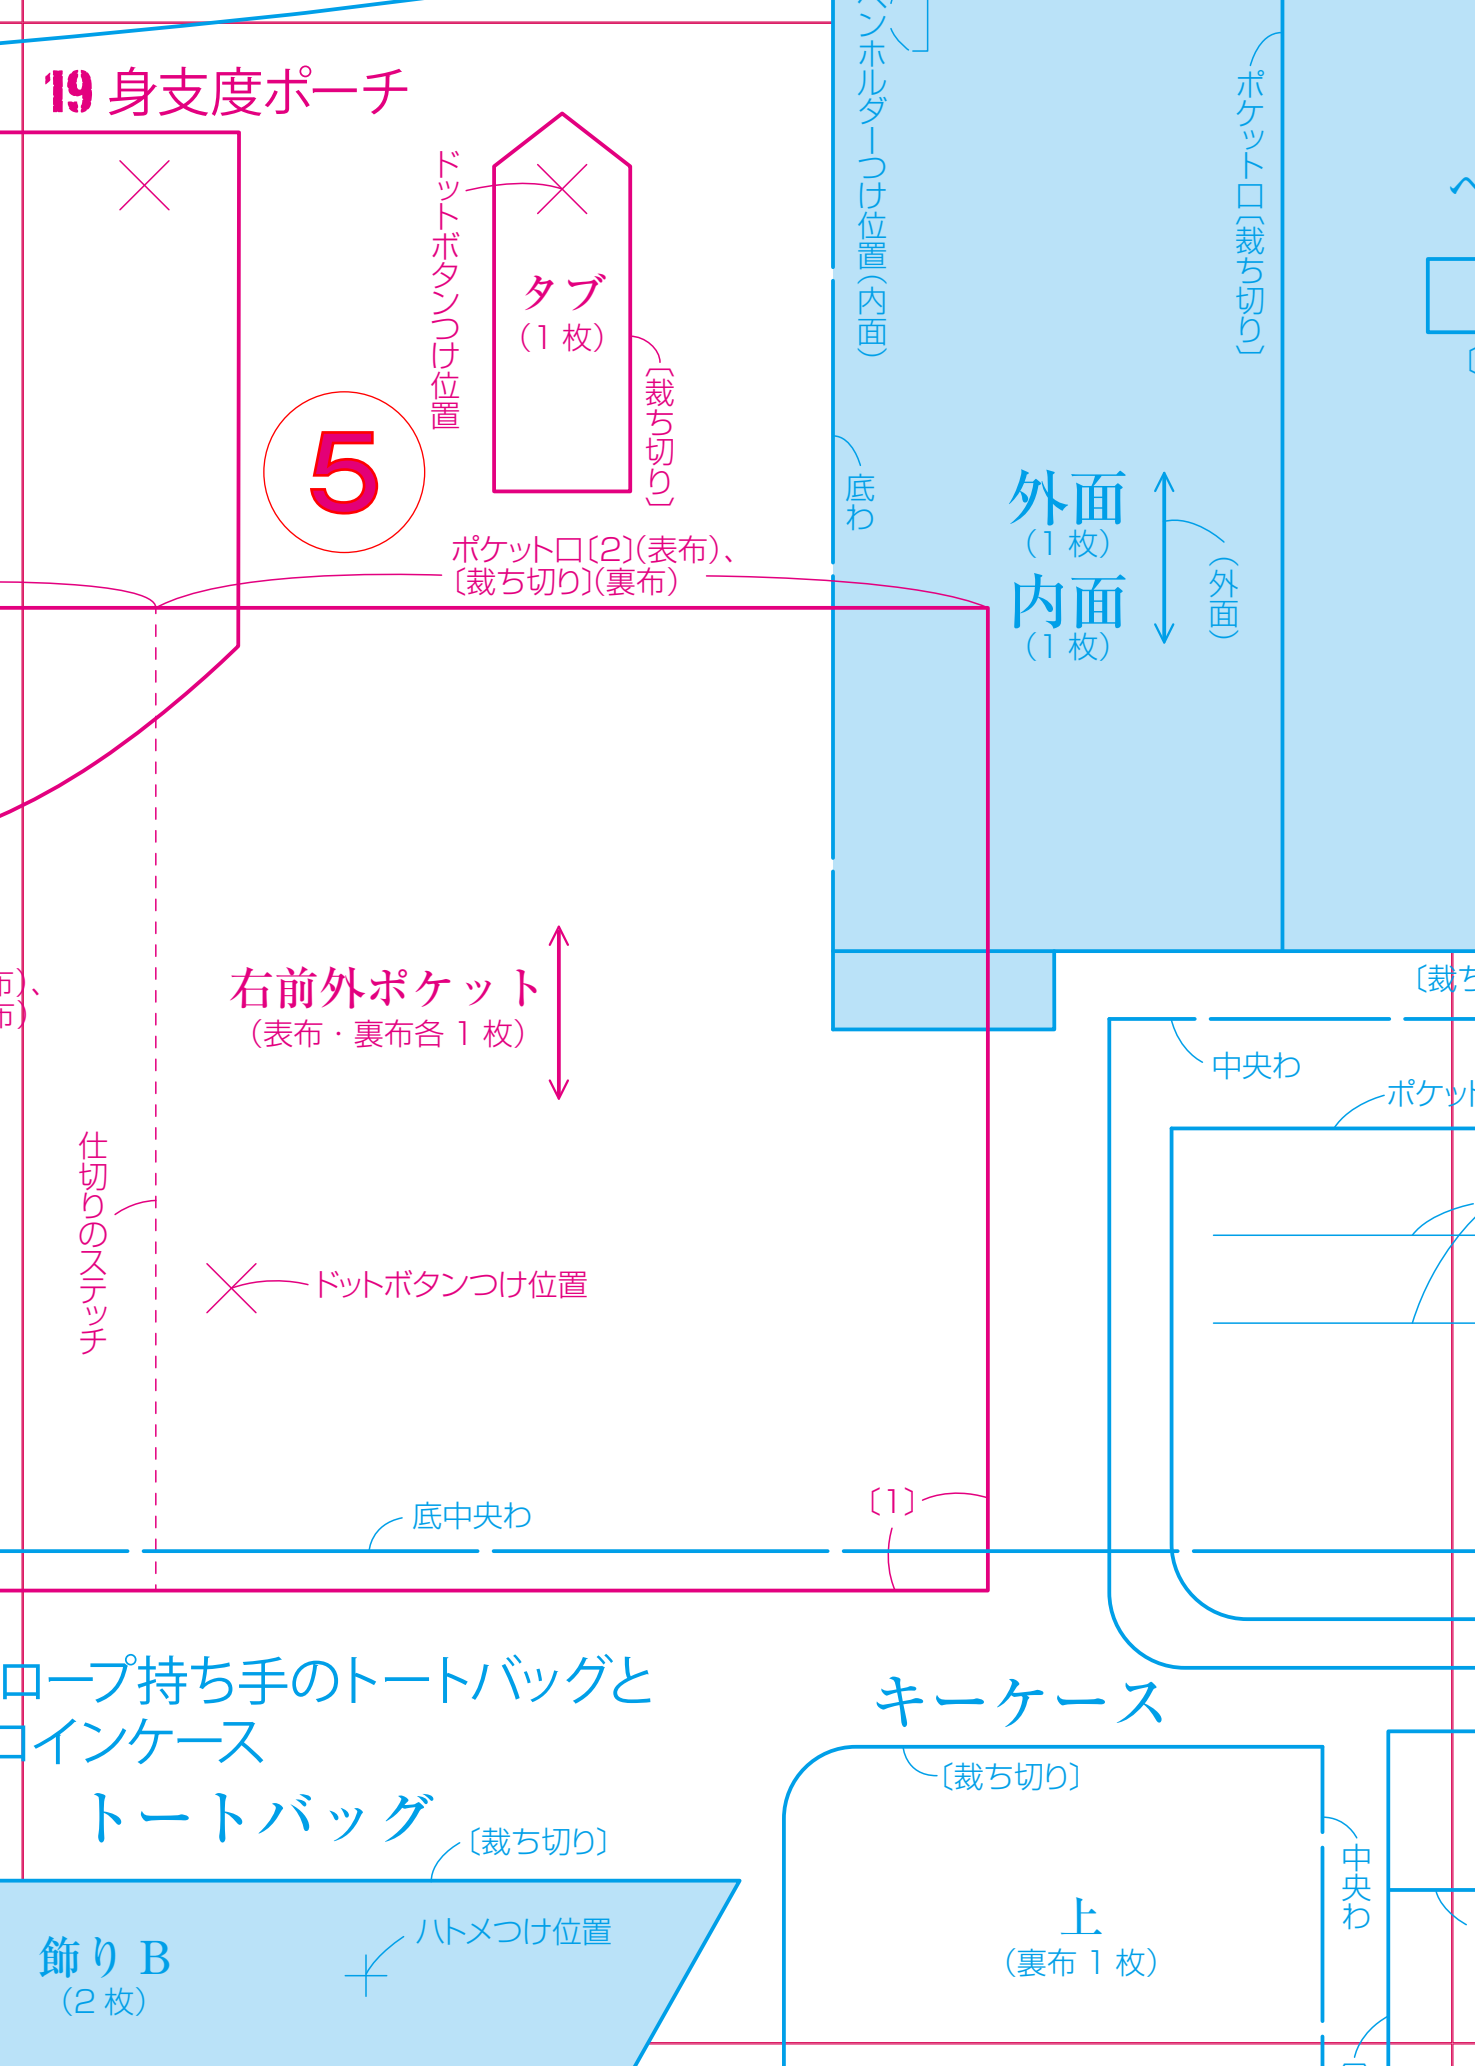 19 身支度ポーチ
ドットボタンつけ位置
タブ
（1 枚）
〔裁ち切り〕
5
ポケット口〔2〕（表布）、
〔裁ち切り〕（裏布）
ンホルダーつけ位置（内面）
ポケット口〔裁ち切り〕
底わ
外面
（1 枚）
内面
（1 枚）
（外面）
布）、
布）
右前外ポケット
（表布・裏布各 1 枚）
仕切りのステッチ
ドットボタンつけ位置
〔裁ち
中央わ
ポケット
底中央わ
〔1〕
ロープ持ち手のトートバッグと
コインケース
トートバッグ
〔裁ち切り〕
飾り B
（2 枚）
ハトメつけ位置
キーケース
〔裁ち切り〕
中央わ
上
（裏布 1 枚）